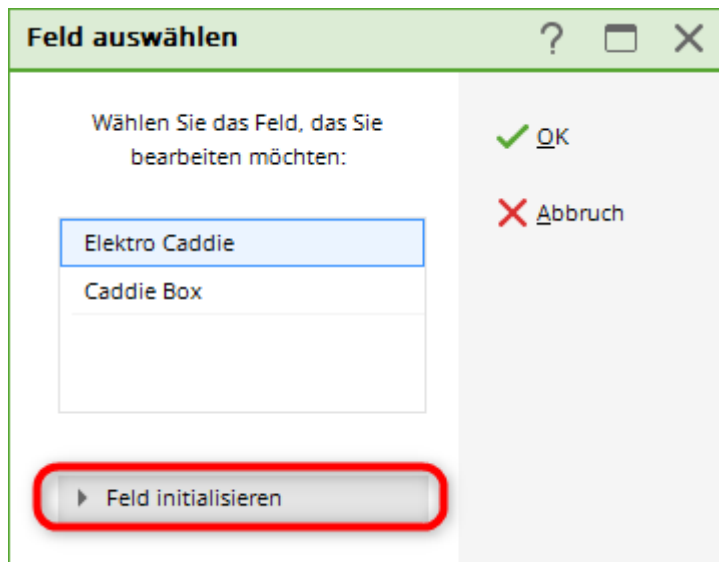 Feld auswählen
Wählen Sie das Feld, das Sie
bearbeiten möchten:
Elektro Caddie
Caddie Box
Feld initialisieren
OK
Abbruch